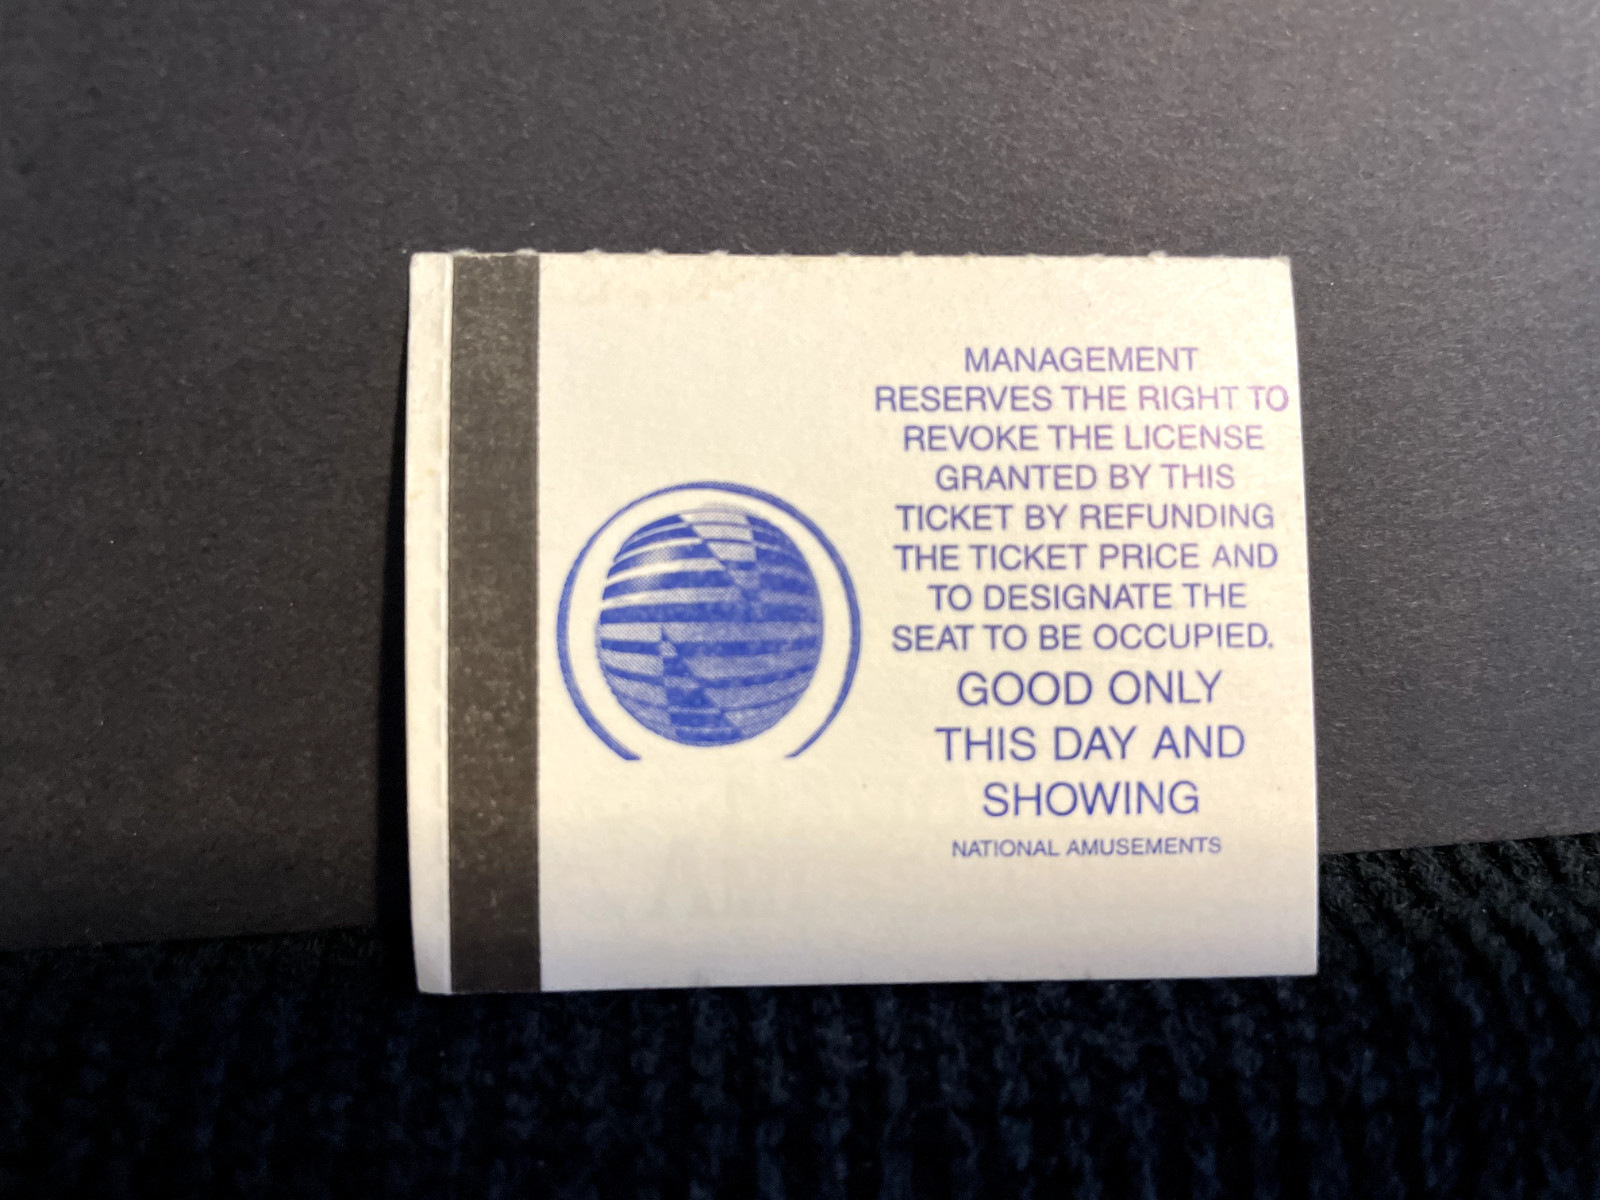 MANAGEMENT
RESERVES THE RIGHT TO
REVOKE THE LICENSE
GRANTED BY THIS
TICKET BY REFUNDING
THE TICKET PRICE AND
TO DESIGNATE THE
SEAT TO BE OCCUPIED.
GOOD ONLY
THIS DAY AND
SHOWING
NATIONAL AMUSEMENTS